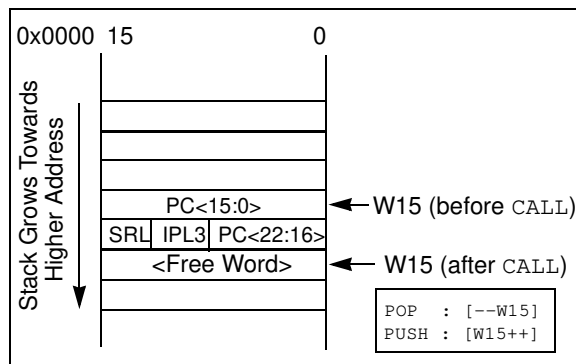 0x0000 15 0
Stack Grows Towards
Higher Address
PC<15:0>
W15 (before CALL)
SRL IPL3 PC<22:16>
<Free Word>
W15 (after CALL)
POP : [--W15]
PUSH : [W15++]